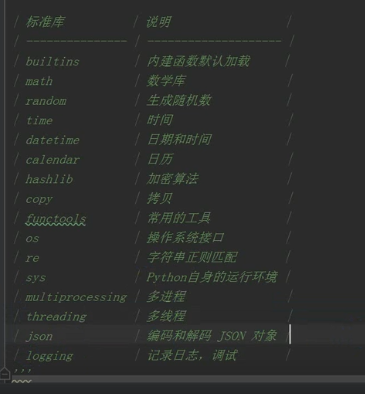 | 标准库 | 说明 |
| -------------- | ------------------- |
| builtins | 内建函数默认加载 |
| math | 数学库 |
| random | 生成随机数 |
| time | 时间 |
| datetime | 日期和时间 |
| calendar | 日历 |
| hashlib | 加密算法 |
| copy | 拷贝 |
| functools | 常用的工具 |
| os | 操作系统接口 |
| re | 字符串正则匹配 |
| sys | Python自身的运行环境 |
| multiprocessing | 多进程 |
| threading | 多线程 |
| json | 编码和解码 JSON 对象 |
| logging | 记录日志，调试 |
'''